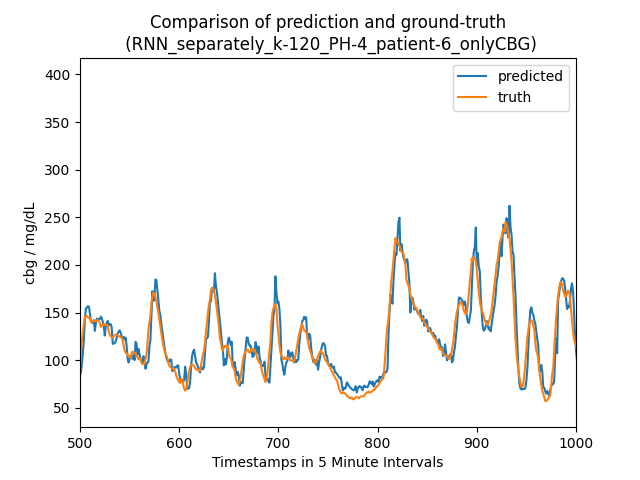 Comparison of prediction and ground-truth
(RNN_separately_k-120_PH-4_patient-6_onlyCBG)
predicted
truth
cbg / mg/dL
400
350
300
250
200
150
100
50
500 600 700 800 900 1000
Timestamps in 5 Minute Intervals